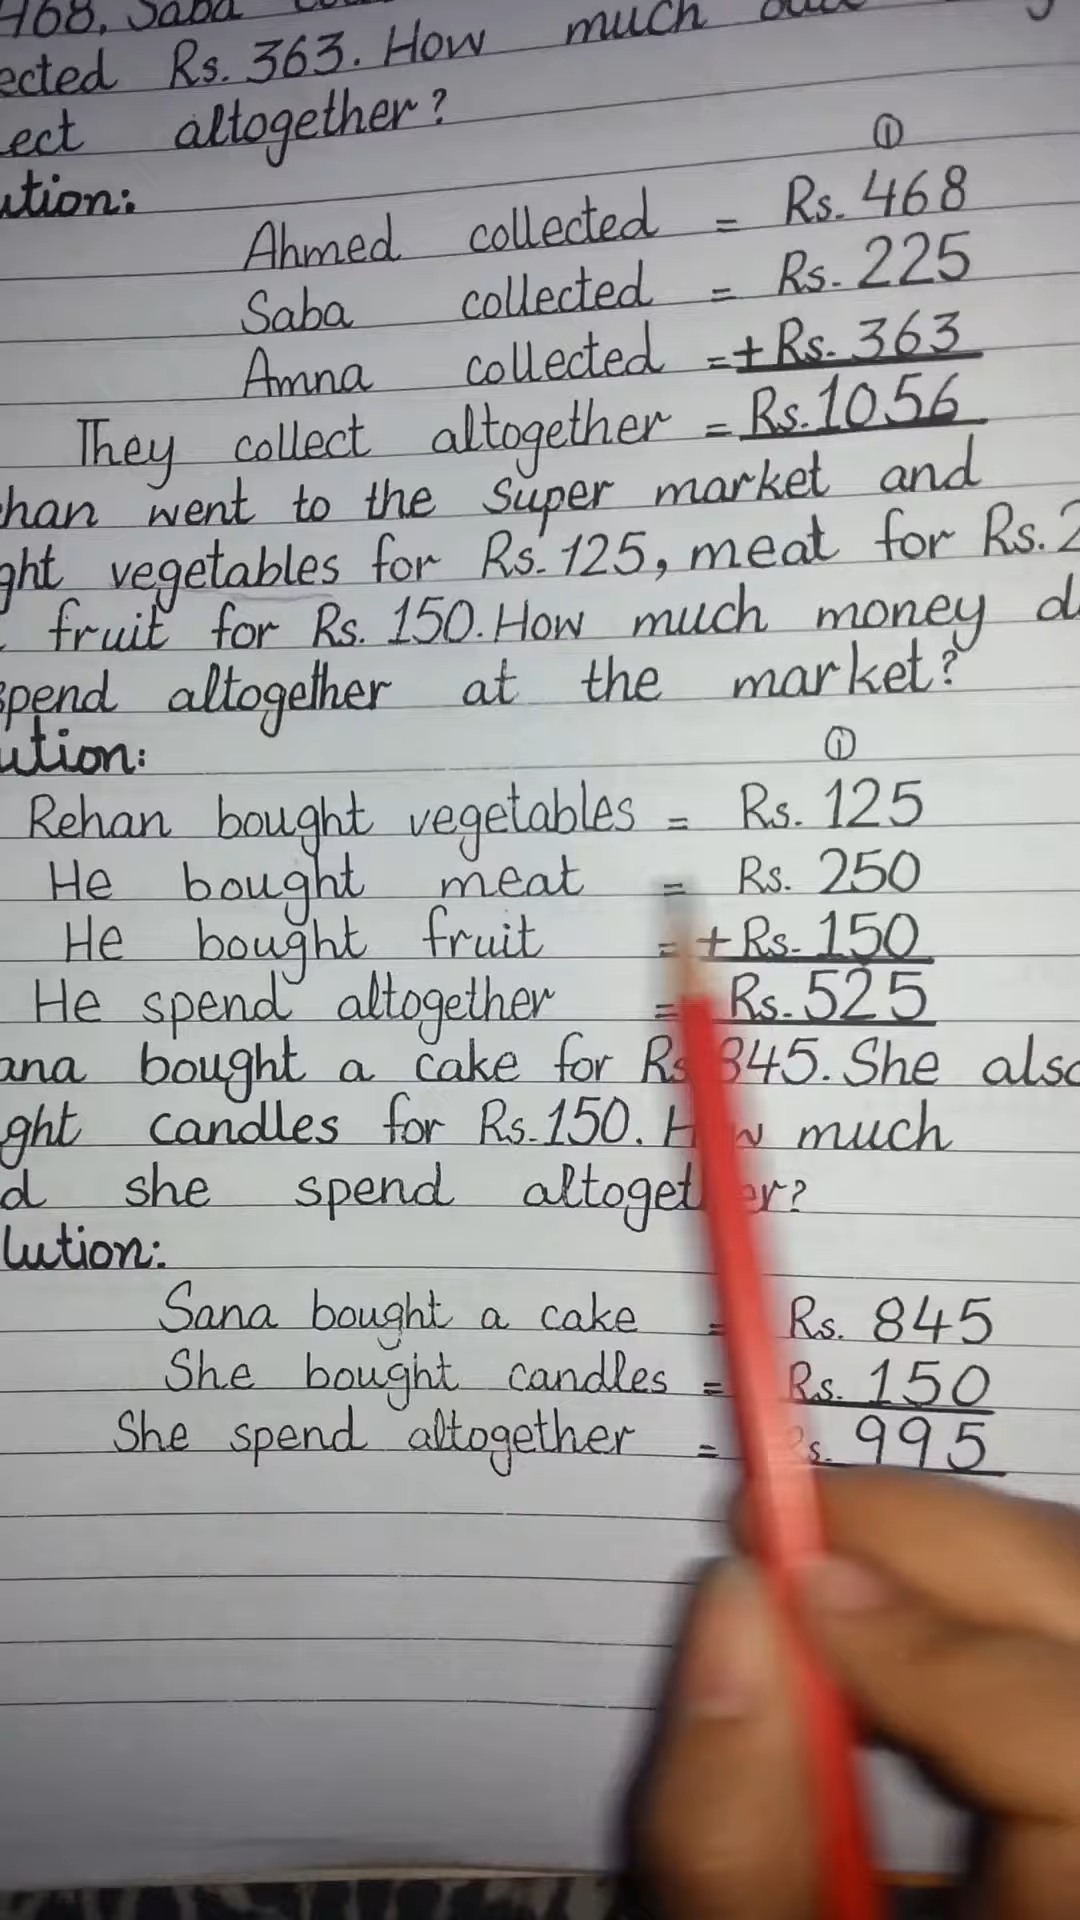 468. Saba
ected Rs. 363. How much
ect altogether?
ution:
①
Ahmed collected = Rs. 468
Saba collected = Rs. 225
Amna collected =+Rs. 363
They collect altogether = Rs. 1056
han went to the Super market and
ght vegetables for Rs. 125, meat for Rs. 2
fruit for Rs. 150. How much money d
spend altogether at the market?
ution:
①
Rehan bought vegetables = Rs. 125
He bought meat = Rs. 250
He bought fruit = +Rs. 150
He spend altogether = Rs. 525
ana bought a cake for Rs 845. She also
ght candles for Rs. 150. How much
d she spend altogether?
lution:
Sana bought a cake = Rs. 845
She bought candles = Rs. 150
She spend altogether = Rs. 995